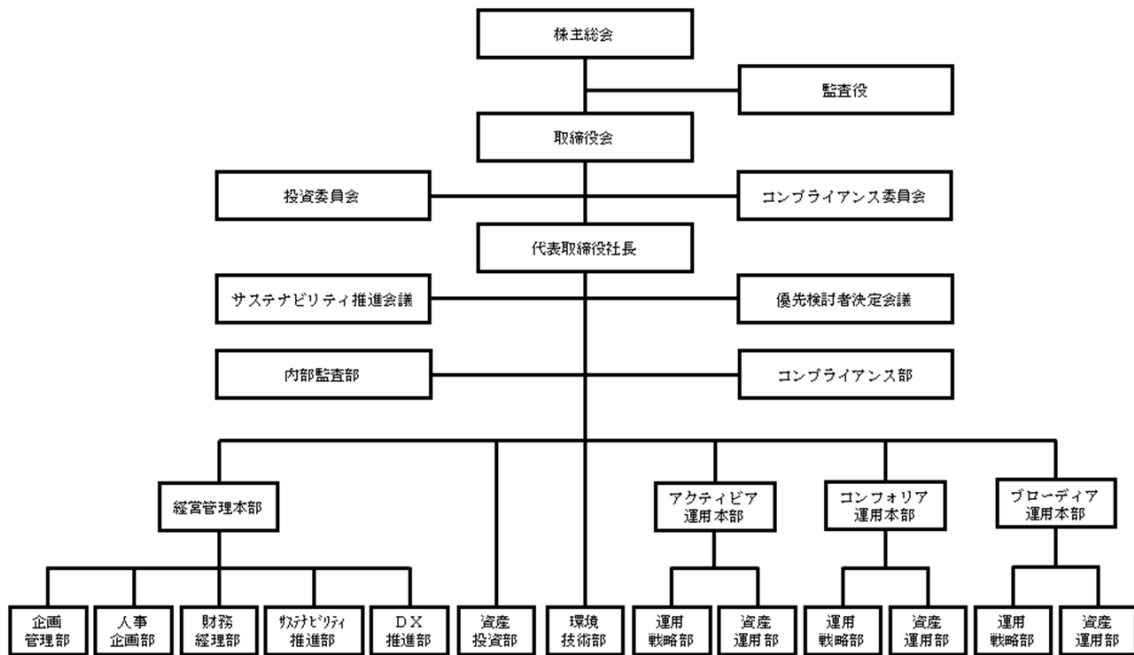 株主総会
監査役
取締役会
投資委員会
コンプライアンス委員会
代表取締役社長
サステナビリティ推進会議
優先検討者決定会議
内部監査部
コンプライアンス部
経営管理本部
アクティビア
運用本部
コンフォリア
運用本部
ブローディア
運用本部
企画
管理部
人事
企画部
財務
経理部
ｻｽﾃﾅﾋﾞﾘﾃｨ
推進部
ＤＸ
推進部
資産
投資部
環境
技術部
運用
戦略部
資産
運用部
運用
戦略部
資産
運用部
運用
戦略部
資産
運用部